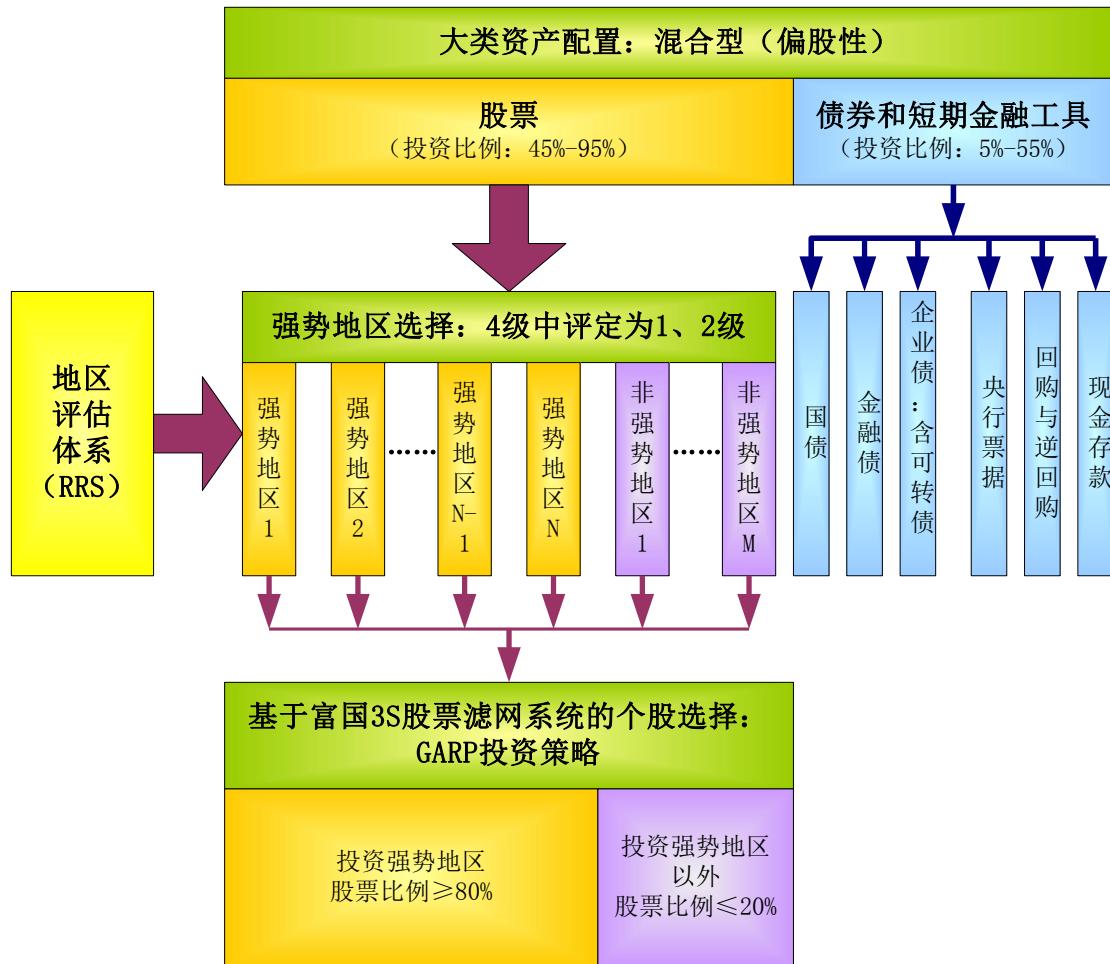 大类资产配置：混合型（偏股性）
股票
（投资比例：45%-95%）
债券和短期金融工具
（投资比例：5%-55%）
地区
评估
体系
（RRS）
强势地区选择：4级中评定为1、2级
强势地区1
强势地区2
……
强势地区N-1
强势地区N
非强势地区1
……
非强势地区M
国债
金融债
企业债：含可转债
央行票据
回购与逆回购
现金存款
基于富国3S股票滤网系统的个股选择：
GARP投资策略
投资强势地区
股票比例≥80%
投资强势地区
以外
股票比例≤20%